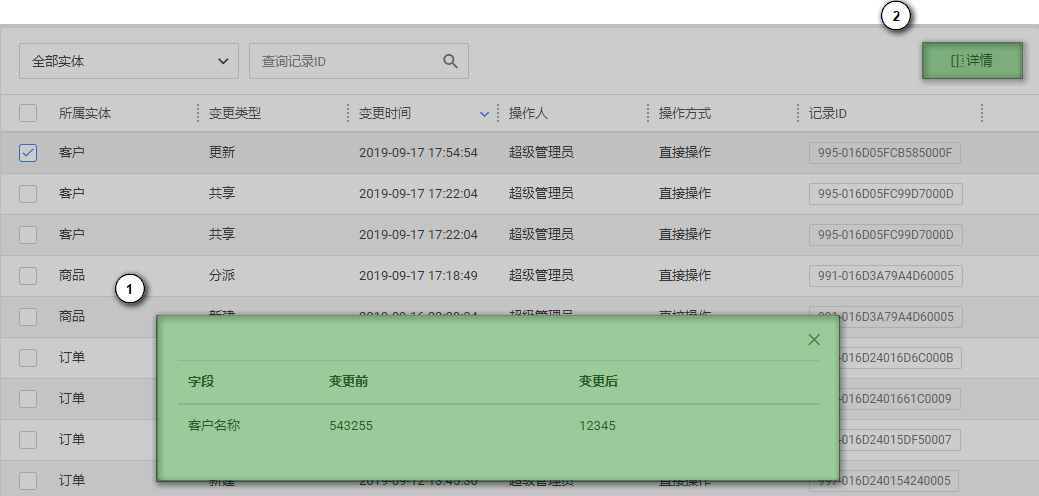 2
全部实体 查询记录ID 详情
所属实体 变更类型 变更时间 操作人 操作方式 记录ID
客户 更新 2019-09-17 17:54:54 超级管理员 直接操作 995-016D05FCB585000F
客户 共享 2019-09-17 17:22:04 超级管理员 直接操作 995-016D05FC99D7000D
客户 共享 2019-09-17 17:22:04 超级管理员 直接操作 995-016D05FC99D7000D
商品 分派 2019-09-17 17:18:49 超级管理员 直接操作 991-016D3A79A4D60005
1
商品 新建 超级管理员 直接操作 991-016D3A79A4D60005
订单 -016D24016D6C000B
字段 变更前 变更后
订单 -016D2401661C0009
客户名称 543255 12345
订单 -016D24015DF50007
订单 新建 2019-09-12 13:45:30 超级管理员 直接操作 997-016D240154240005